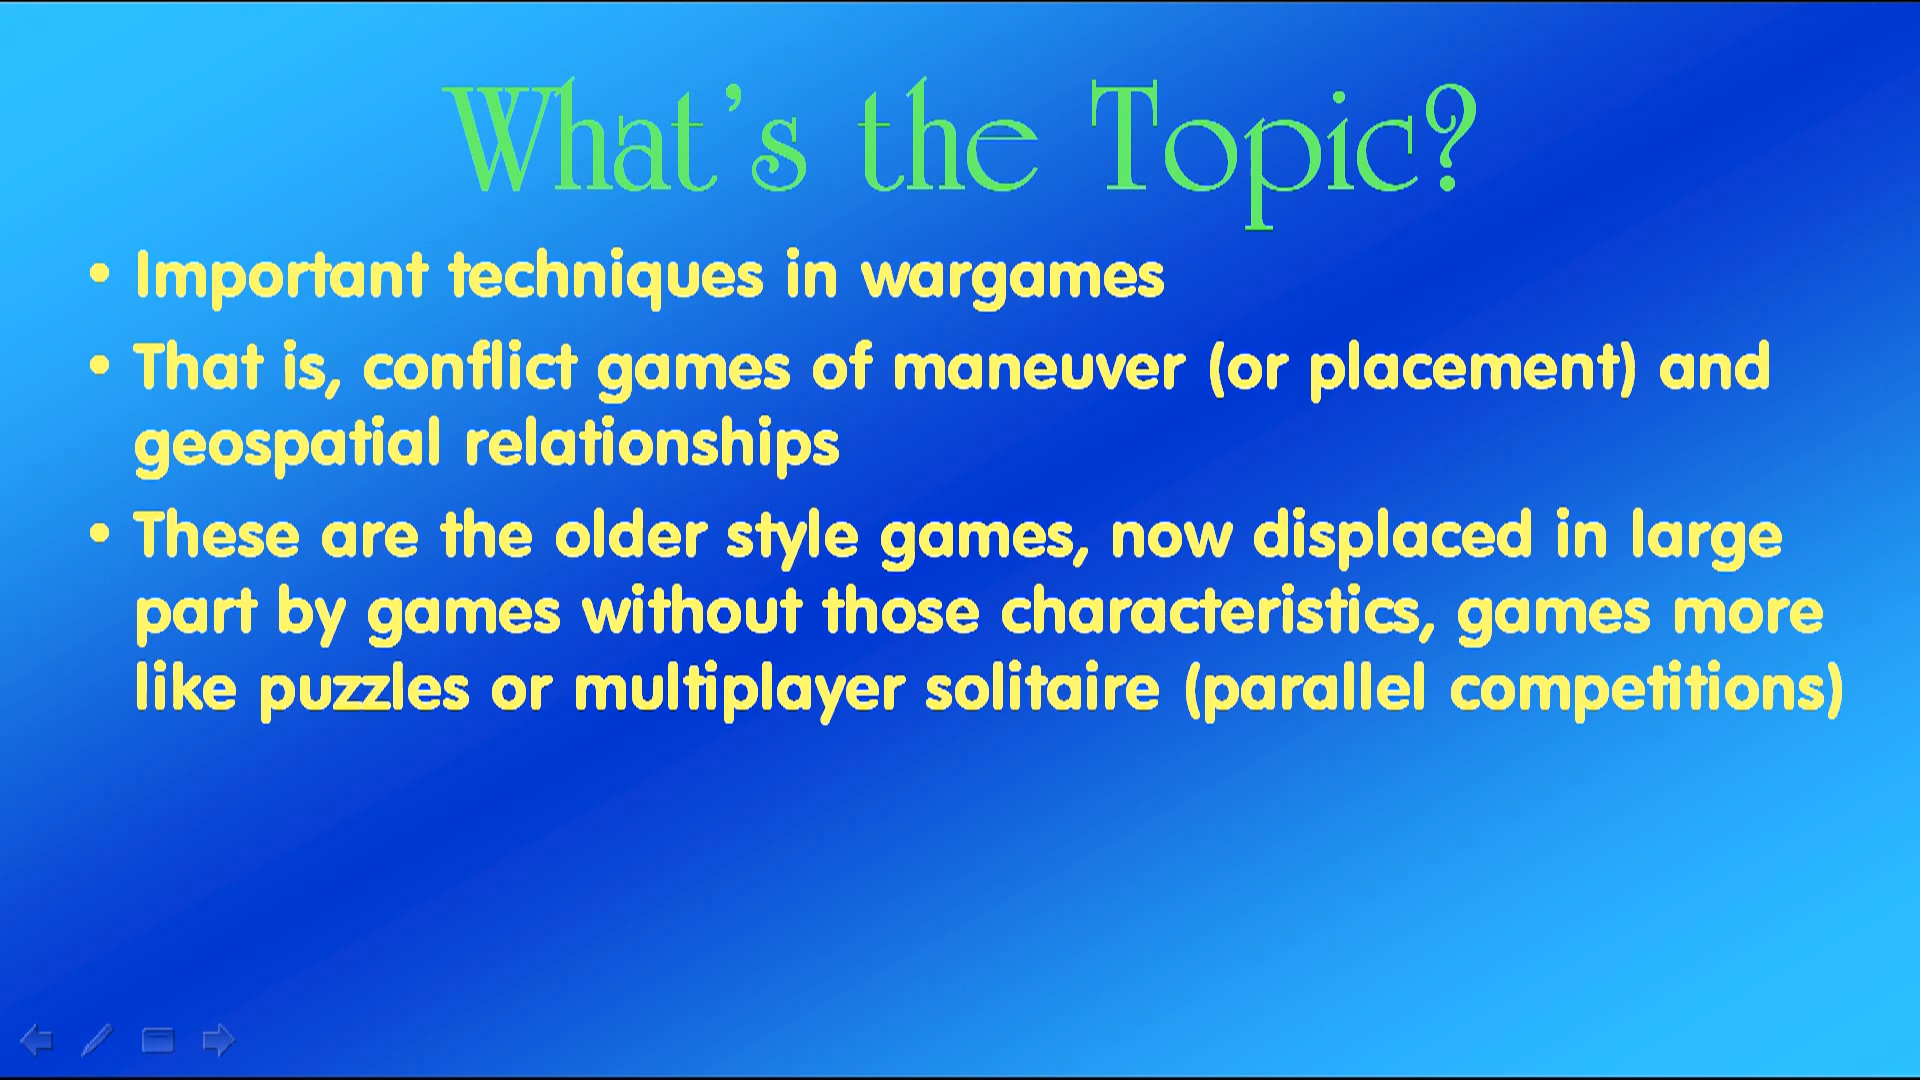 What's the Topic?
• Important techniques in wargames
• That is, conflict games of maneuver (or placement) and
geospatial relationships
• These are the older style games, now displaced in large
part by games without those characteristics, games more
like puzzles or multiplayer solitaire (parallel competitions)